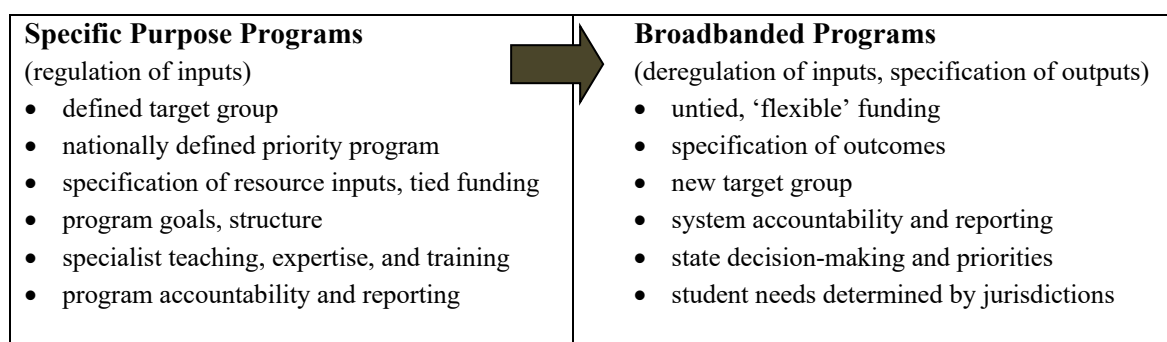 Specific Purpose Programs
(regulation of inputs)
• defined target group
• nationally defined priority program
• specification of resource inputs, tied funding
• program goals, structure
• specialist teaching, expertise, and training
• program accountability and reporting
Broadbanded Programs
(deregulation of inputs, specification of outputs)
• untied, ‘flexible’ funding
• specification of outcomes
• new target group
• system accountability and reporting
• state decision-making and priorities
• student needs determined by jurisdictions